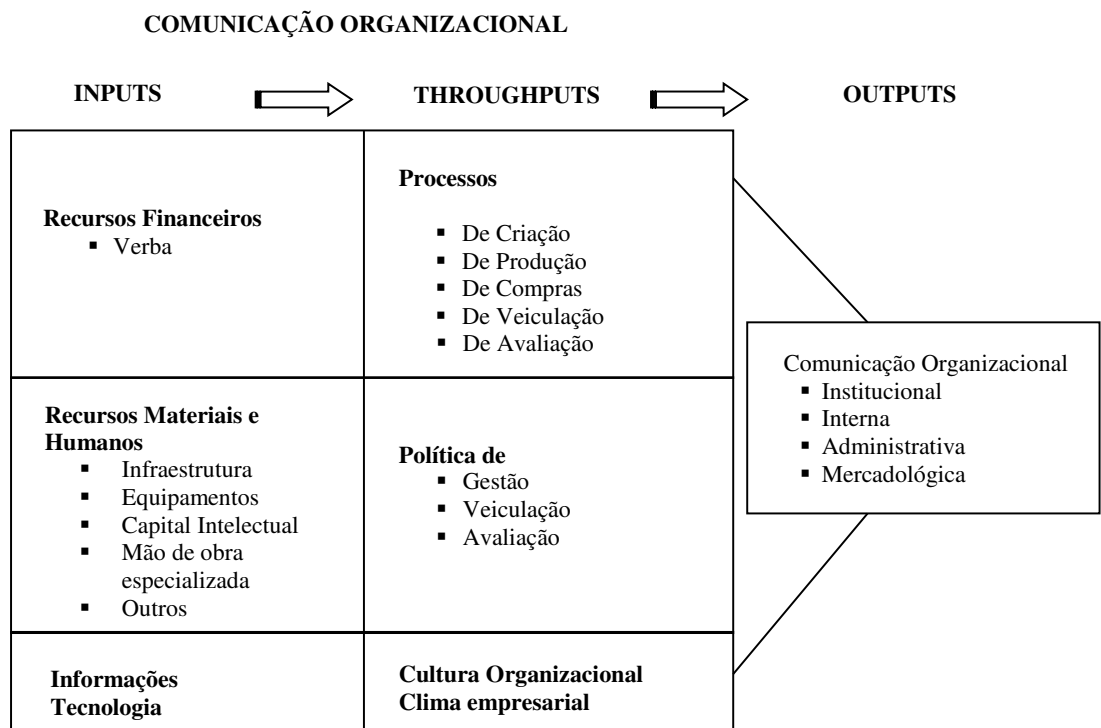 COMUNICAÇÃO ORGANIZACIONAL
INPUTS
THROUGHPUTS
OUTPUTS
Recursos Financeiros
▪ Verba
Processos
▪ De Criação
▪ De Produção
▪ De Compras
▪ De Veiculação
▪ De Avaliação
Recursos Materiais e
Humanos
▪ Infraestrutura
▪ Equipamentos
▪ Capital Intelectual
▪ Mão de obra
especializada
▪ Outros
Política de
▪ Gestão
▪ Veiculação
▪ Avaliação
Informações
Tecnologia
Cultura Organizacional
Clima empresarial
Comunicação Organizacional
▪ Institucional
▪ Interna
▪ Administrativa
▪ Mercadológica